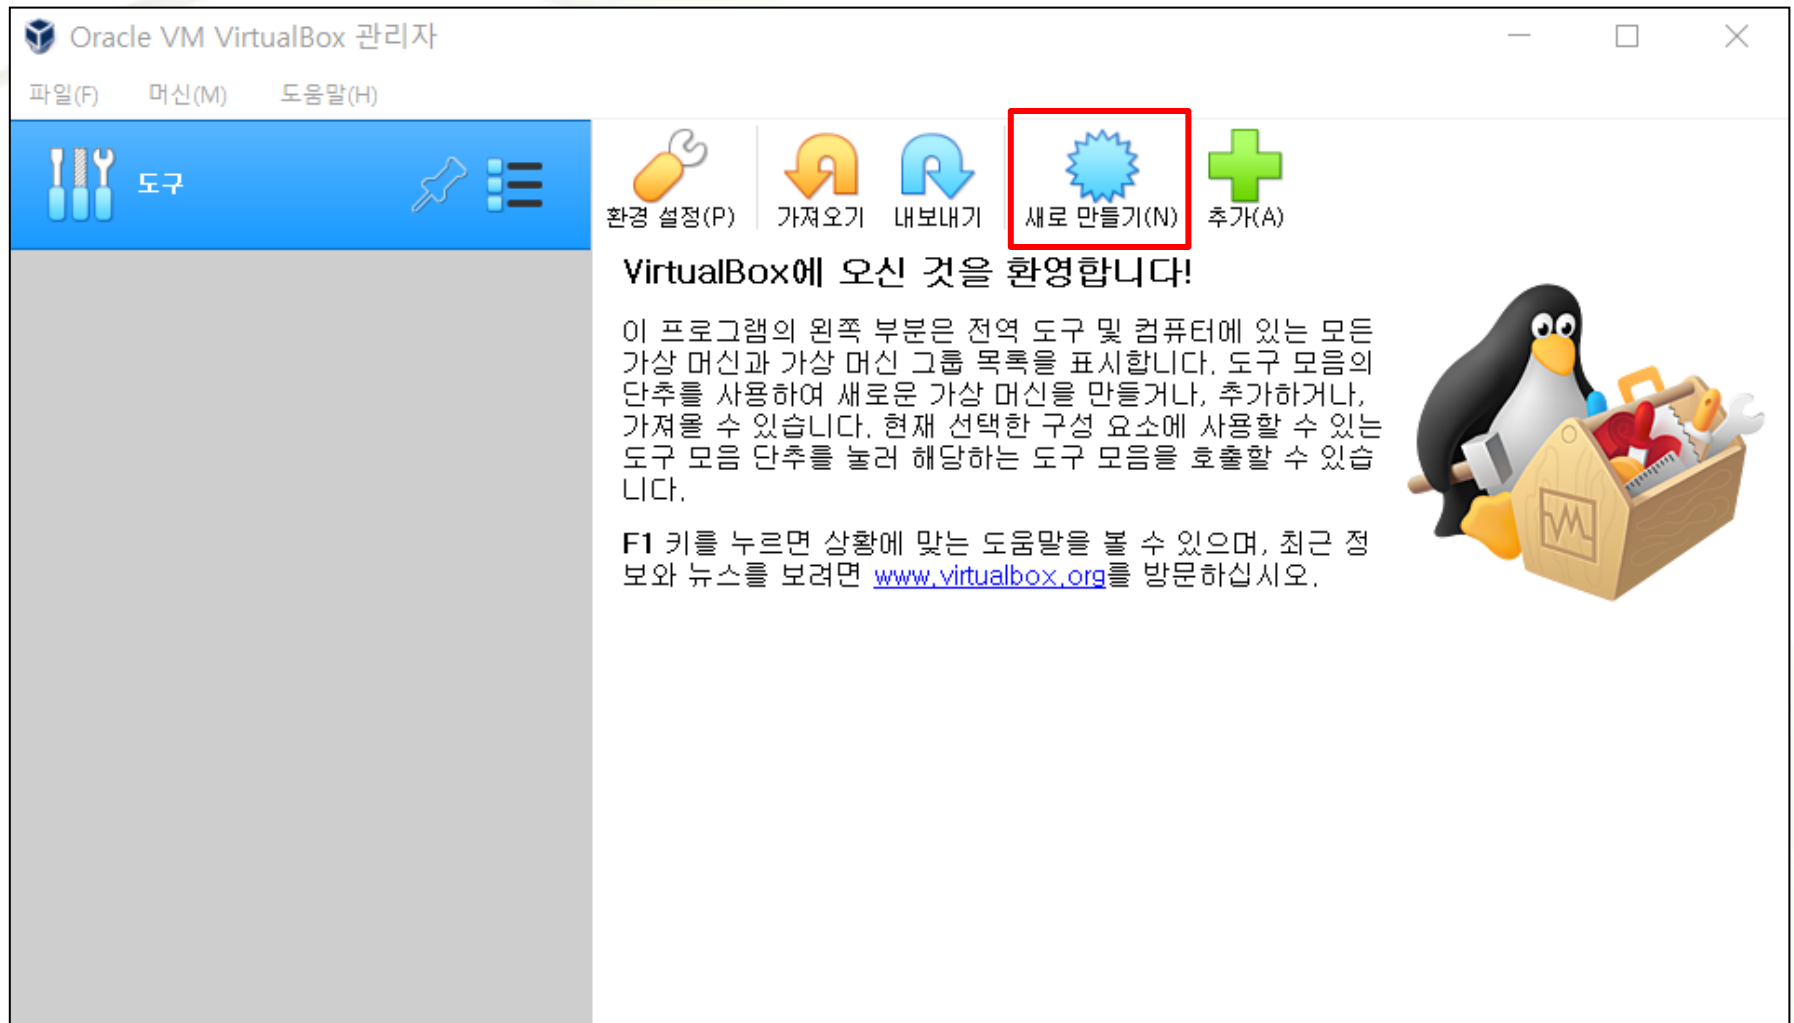 Oracle VM VirtualBox 관리자
파일(F) 머신(M) 도움말(H)
도구
환경 설정(P) 가져오기 내보내기 새로 만들기(N) 추가(A)
VirtualBox에 오신 것을 환영합니다!
이 프로그램의 왼쪽 부분은 전역 도구 및 컴퓨터에 있는 모든
가상 머신과 가상 머신 그룹 목록을 표시합니다. 도구 모음의
단추를 사용하여 새로운 가상 머신을 만들거나, 추가하거나,
가져올 수 있습니다. 현재 선택한 구성 요소에 사용할 수 있는
도구 모음 단추를 눌러 해당하는 도구 모음을 호출할 수 있습
니다.
F1 키를 누르면 상황에 맞는 도움말을 볼 수 있으며, 최근 정
보와 뉴스를 보려면 www.virtualbox.org를 방문하십시오.